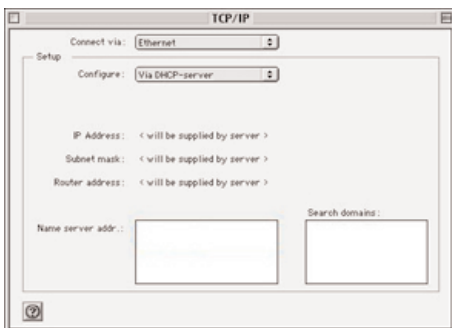 TCP/IP
Connect via: Ethernet
Setup
Configure: Via DHCP-server
IP Address: < will be supplied by server >
Subnet mask: < will be supplied by server >
Router address: < will be supplied by server >
Search domains:
Name server addr.:
?